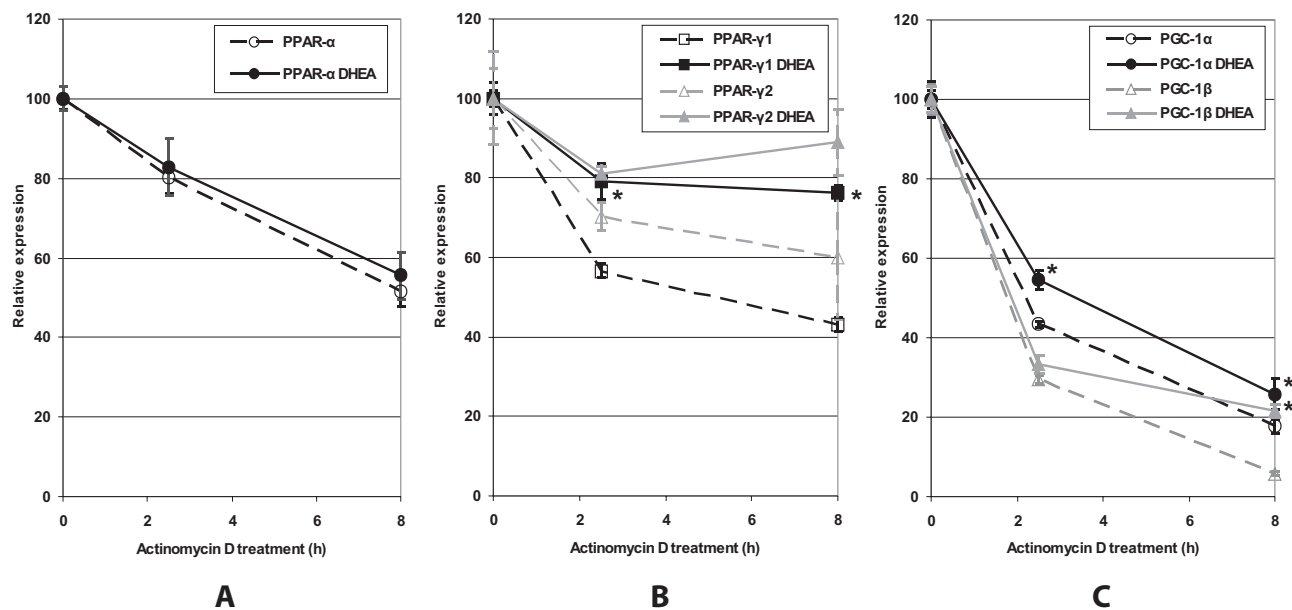 120
100
80
60
40
20
0
Relative expression
PPAR-α
PPAR-α DHEA
0 2 4 6 8
Actinomycin D treatment (h)
A
120
100
80
60
40
20
0
Relative expression
PPAR-γ1
PPAR-γ1 DHEA
PPAR-γ2
PPAR-γ2 DHEA
*
*
0 2 4 6 8
Actinomycin D treatment (h)
B
120
100
80
60
40
20
0
Relative expression
PGC-1α
PGC-1α DHEA
PGC-1β
PGC-1β DHEA
*
*
*
0 2 4 6 8
Actinomycin D treatment (h)
C